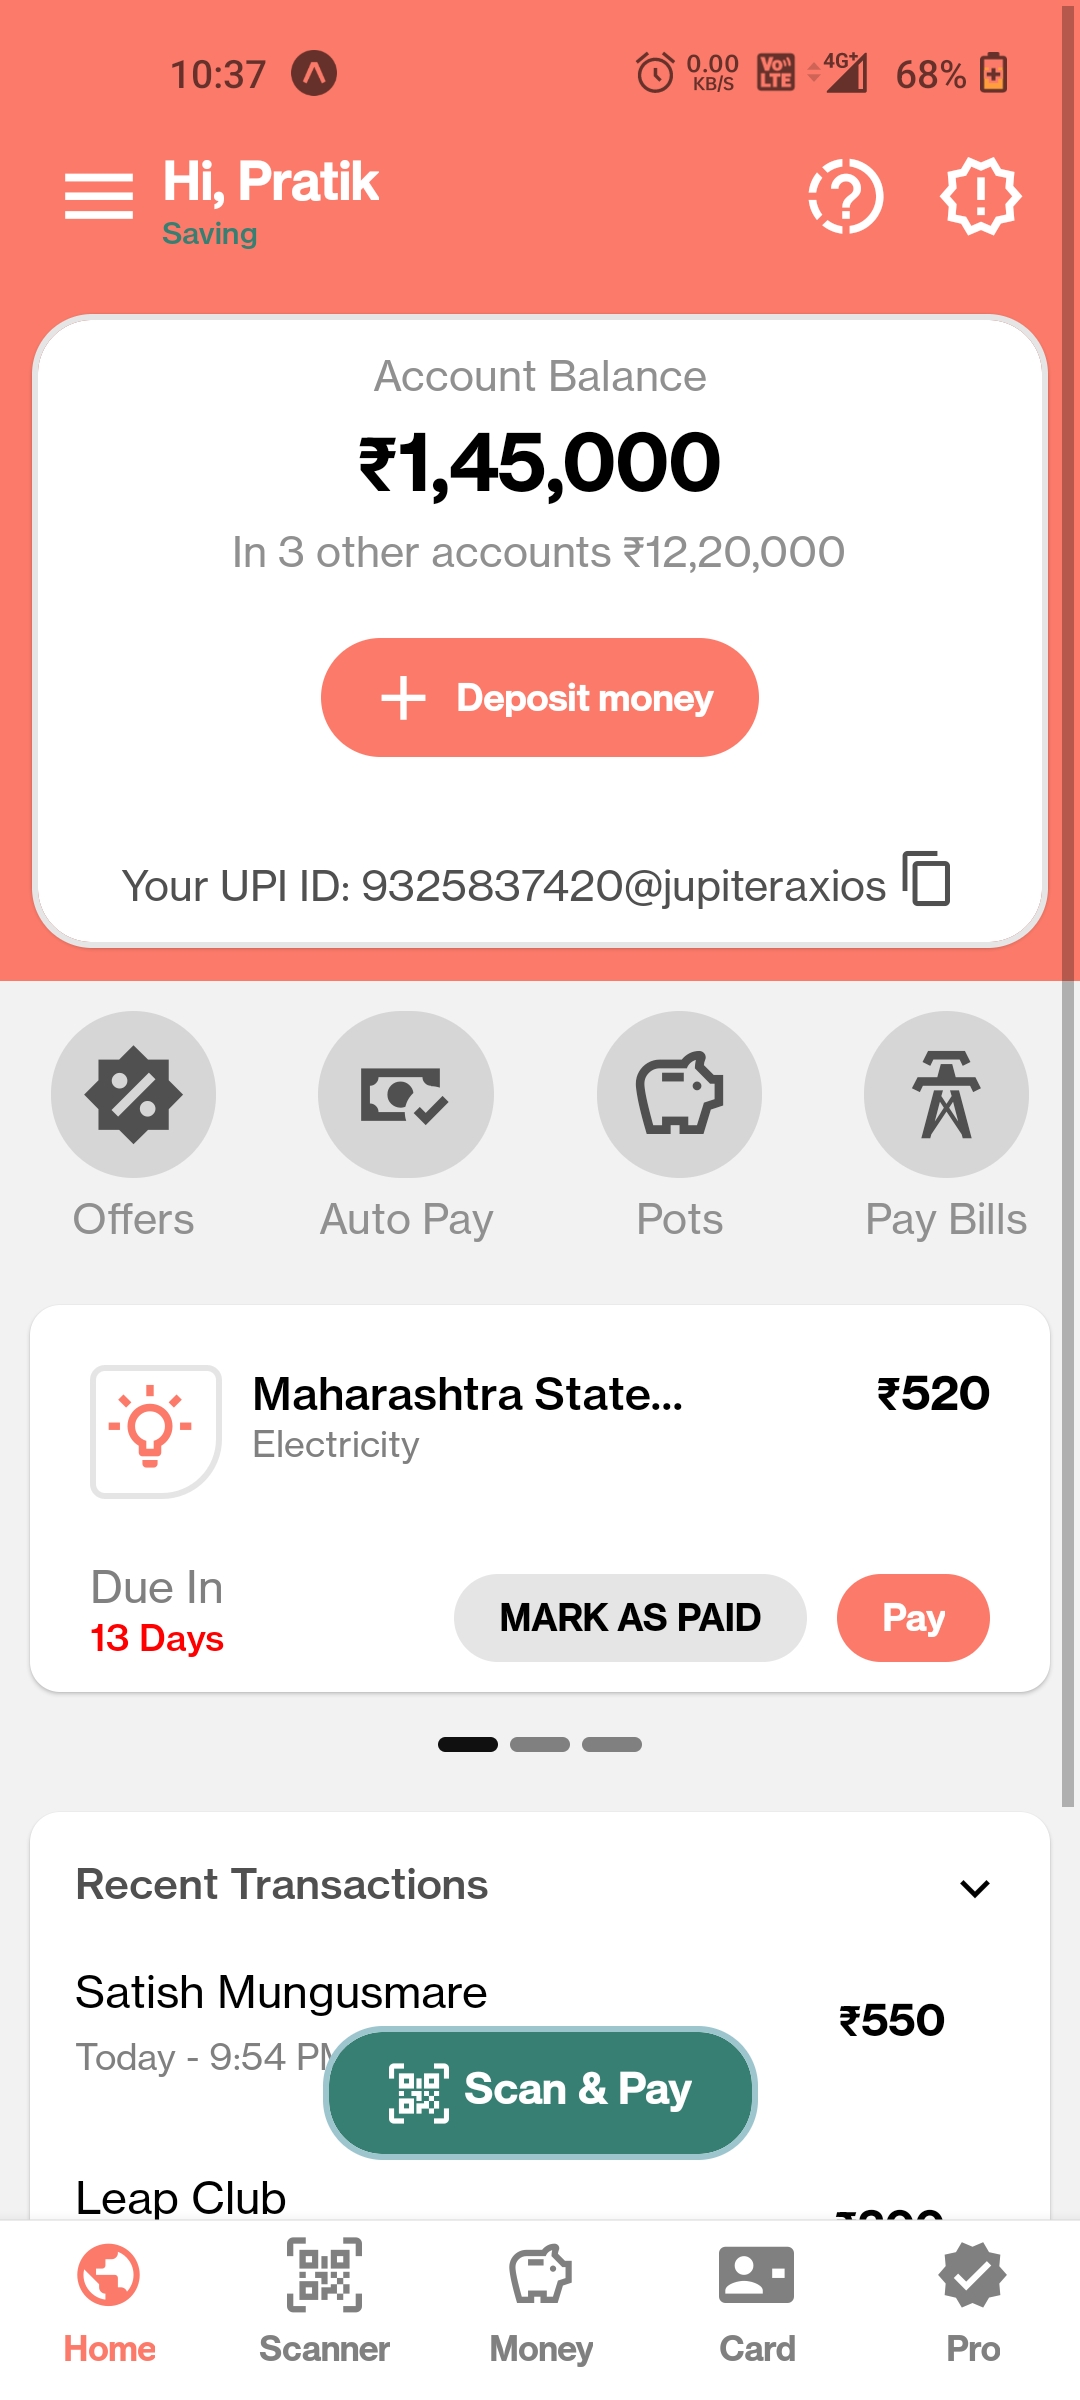 10:37 0.00 KB/S VoLTE 4G+ 68%
Hi, Pratik
Saving
Account Balance
₹1,45,000
In 3 other accounts ₹12,20,000
Deposit money
Your UPI ID: 9325837420@jupiteraxios
Offers Auto Pay Pots Pay Bills
Maharashtra State... ₹520
Electricity
Due In
13 Days
MARK AS PAID Pay
Recent Transactions
Satish Mungusmare
₹550
Today - 9:54 PM
Scan & Pay
Leap Club
Home Scanner Money Card Pro